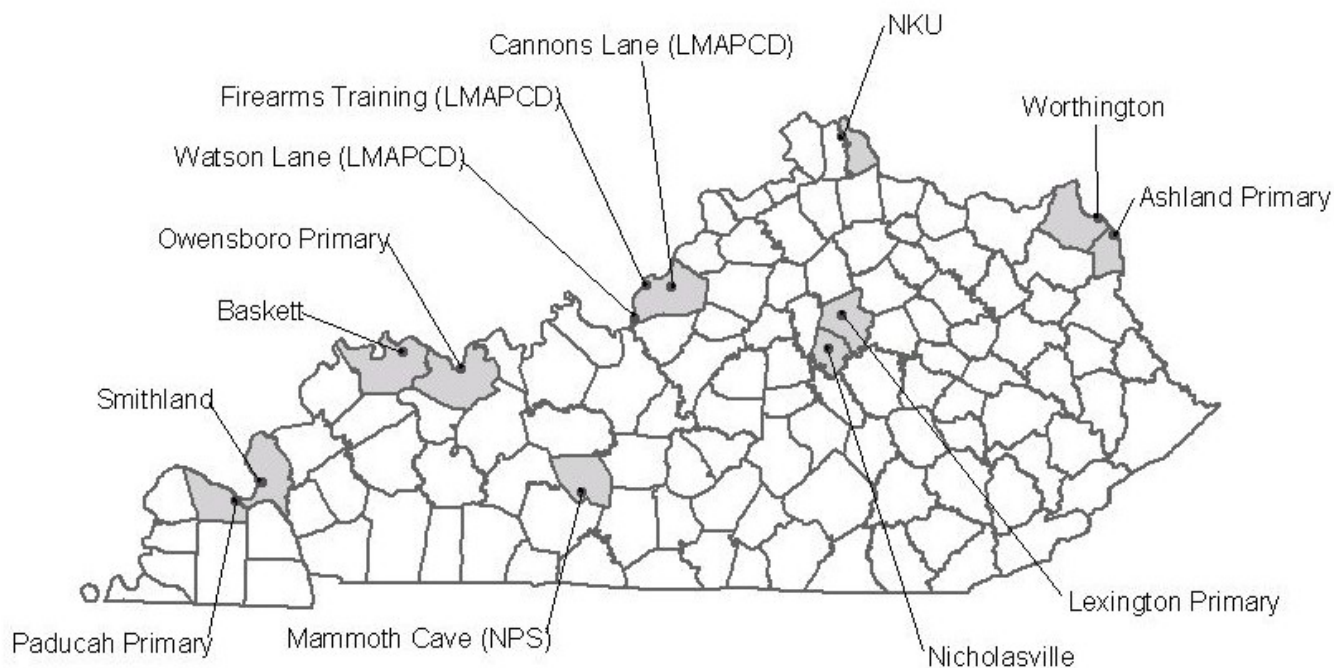 NKU
Cannons Lane (LMAPCD)
Firearms Training (LMAPCD)
Worthington
Watson Lane (LMAPCD)
Ashland Primary
Owensboro Primary
Baskett
Smithland
Lexington Primary
Paducah Primary
Mammoth Cave (NPS)
Nicholasville